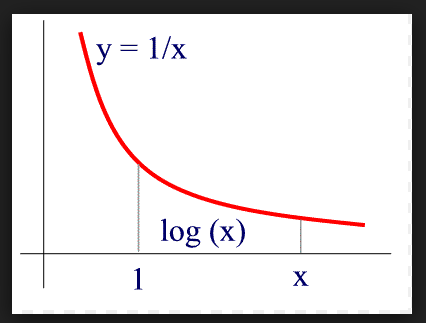 y = 1/x
log (x)
1
x